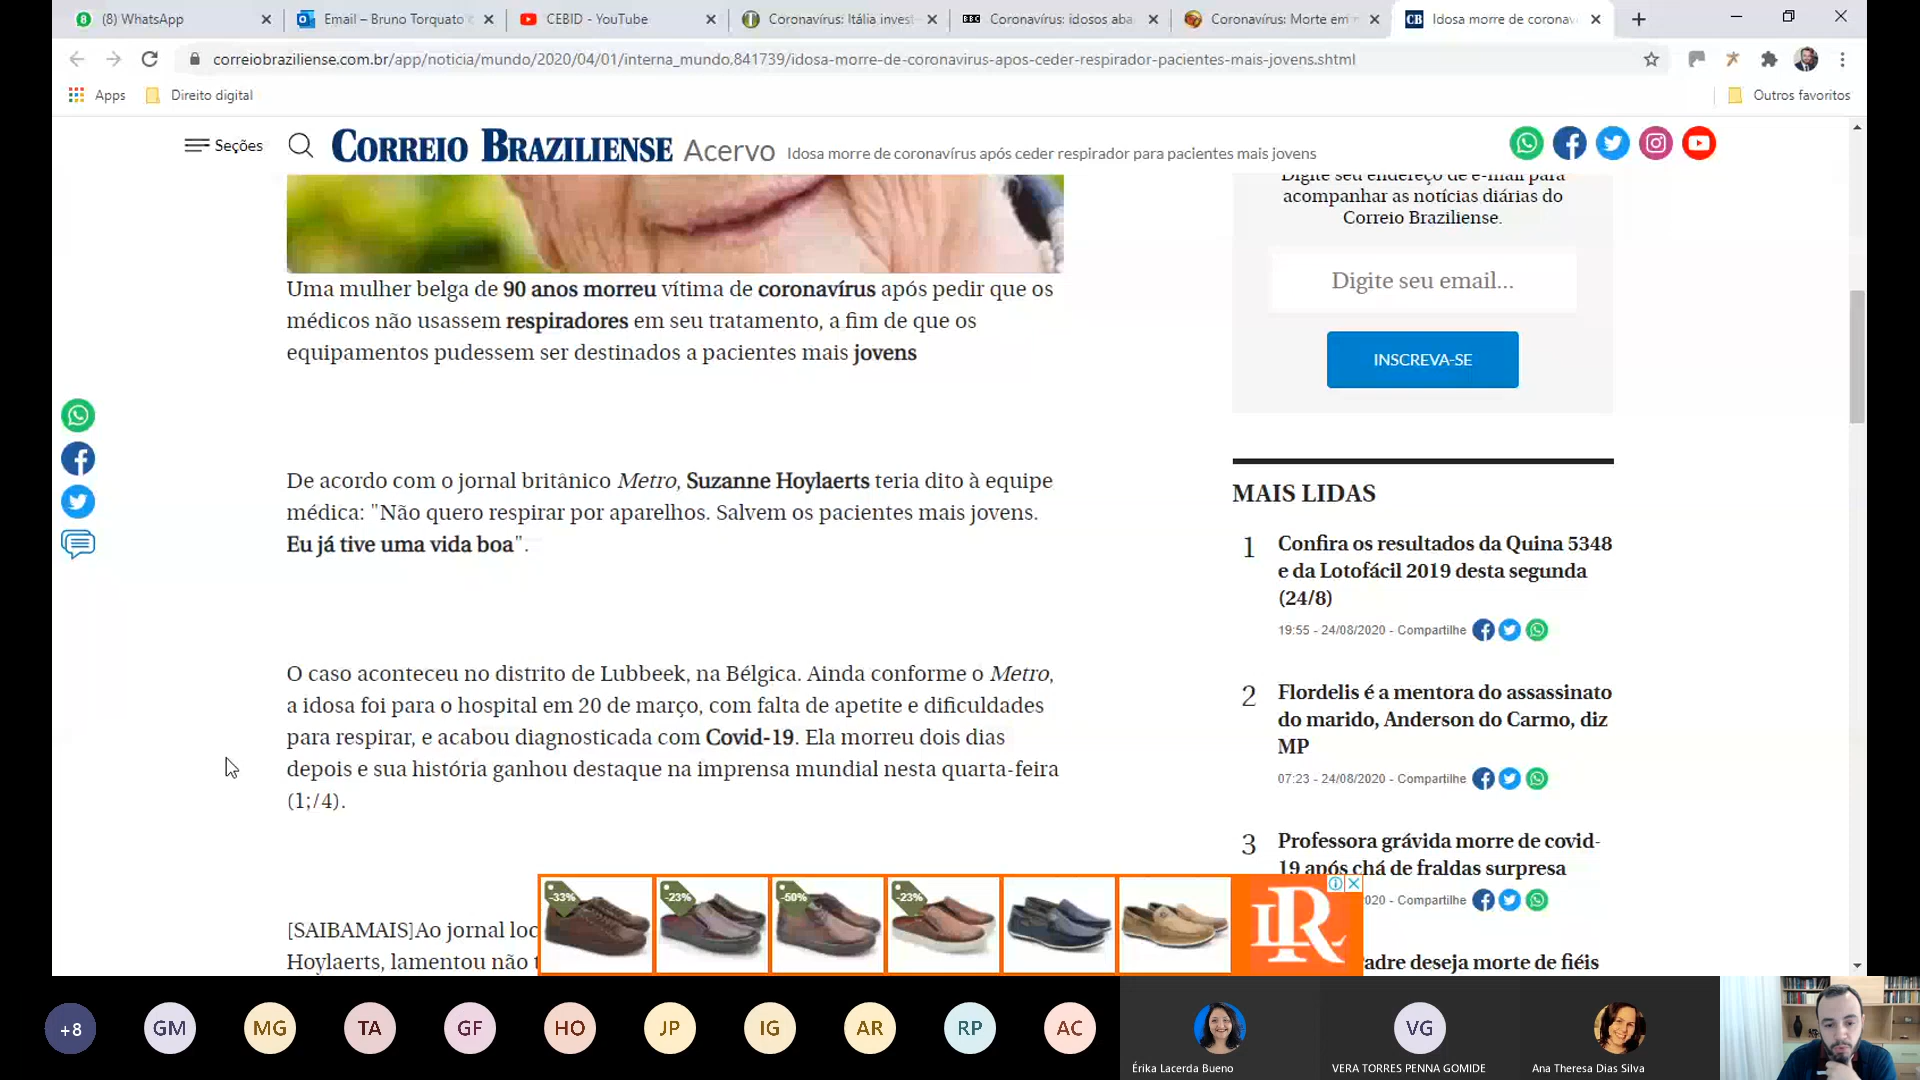 (8) WhatsApp
Email – Bruno Torquato
CEBID - YouTube
Coronavírus: Itália invest
BBC
Coronavírus: idosos aba
Coronavírus: Morte em
CB
Idosa morre de coronav
correiobraziliense.com.br/app/noticia/mundo/2020/04/01/interna_mundo,841739/idosa-morre-de-coronavirus-apos-ceder-respirador-pacientes-mais-jovens.shtml
Apps
Direito digital
Outros favoritos
Seções
CORREIO BRAZILIENSE Acervo
Idosa morre de coronavírus após ceder respirador para pacientes mais jovens
Uma mulher belga de 90 anos morreu vítima de coronavírus após pedir que os
médicos não usassem respiradores em seu tratamento, a fim de que os
equipamentos pudessem ser destinados a pacientes mais jovens
De acordo com o jornal britânico Metro, Suzanne Hoylaerts teria dito à equipe
médica: "Não quero respirar por aparelhos. Salvem os pacientes mais jovens.
Eu já tive uma vida boa".
O caso aconteceu no distrito de Lubbeek, na Bélgica. Ainda conforme o Metro,
a idosa foi para o hospital em 20 de março, com falta de apetite e dificuldades
para respirar, e acabou diagnosticada com Covid-19. Ela morreu dois dias
depois e sua história ganhou destaque na imprensa mundial nesta quarta-feira
(1;/4).
[SAIBAMAIS]Ao jornal loc
Hoylaerts, lamentou não
Digite seu endereço de e-mail para
acompanhar as notícias diárias do
Correio Braziliense.
Digite seu email...
INSCREVA-SE
MAIS LIDAS
1
Confira os resultados da Quina 5348
e da Lotofácil 2019 desta segunda
(24/8)
19:55 - 24/08/2020 - Compartilhe
2
Flordelis é a mentora do assassinato
do marido, Anderson do Carmo, diz
MP
07:23 - 24/08/2020 - Compartilhe
3
Professora grávida morre de covid-
19 após chá de fraldas surpresa
020 - Compartilhe
adre deseja morte de fiéis
-33%
-23%
-50%
-23%
LR
+8
GM
MG
TA
GF
HO
JP
IG
AR
RP
AC
VG
Érika Lacerda Bueno
VERA TORRES PENNA GOMIDE
Ana Theresa Dias Silva